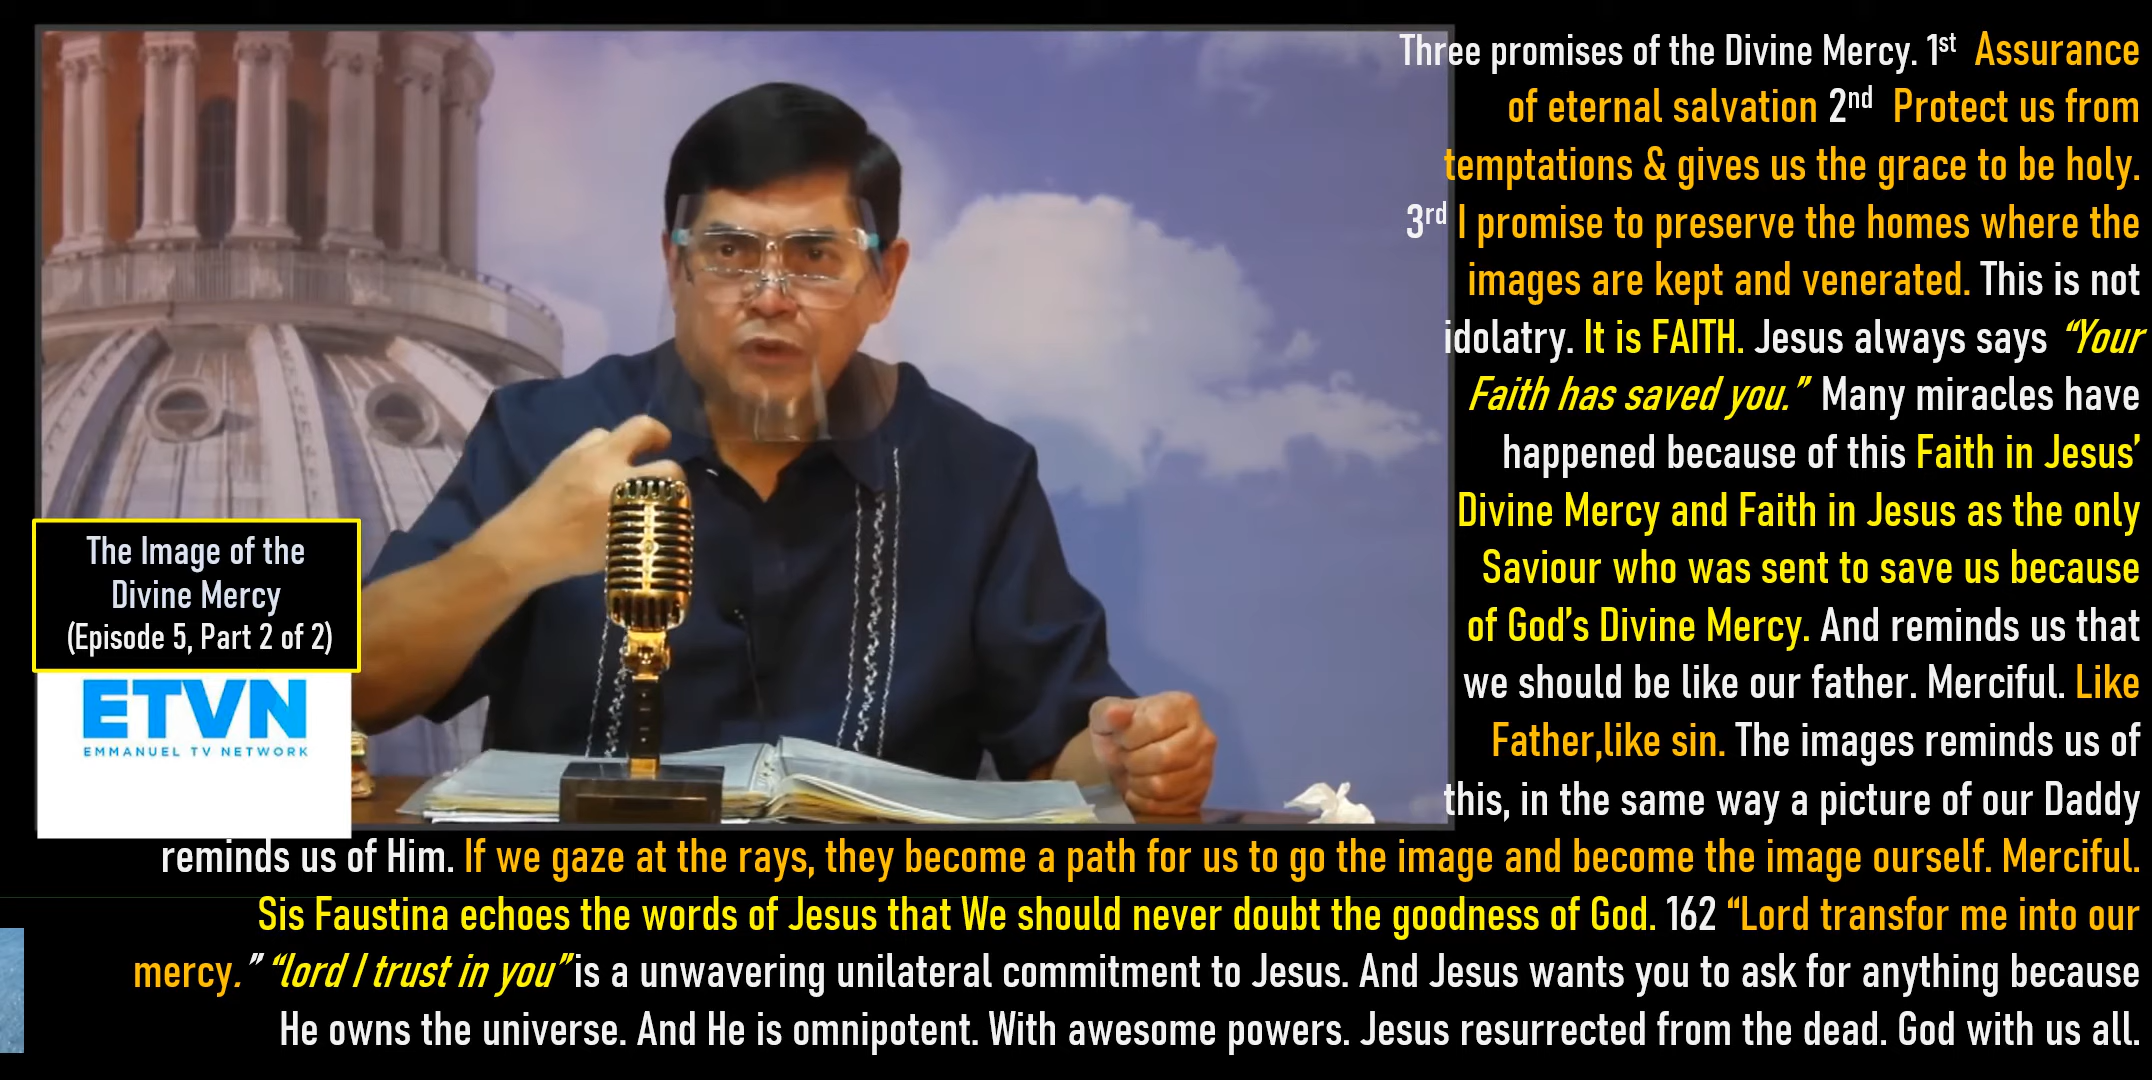 Three promises of the Divine Mercy. 1st Assurance
of eternal salvation 2nd Protect us from
temptations & gives us the grace to be holy.
3rd I promise to preserve the homes where the
images are kept and venerated. This is not
idolatry. It is FAITH. Jesus always says “Your
Faith has saved you.” Many miracles have
happened because of this Faith in Jesus’
Divine Mercy and Faith in Jesus as the only
Saviour who was sent to save us because
of God’s Divine Mercy. And reminds us that
we should be like our father. Merciful. Like
Father,like sin. The images reminds us of
this, in the same way a picture of our Daddy
reminds us of Him. If we gaze at the rays, they become a path for us to go the image and become the image ourself. Merciful.
Sis Faustina echoes the words of Jesus that We should never doubt the goodness of God. 162 “Lord transfor me into our
mercy.” “lord I trust in you”is a unwavering unilateral commitment to Jesus. And Jesus wants you to ask for anything because
He owns the universe. And He is omnipotent. With awesome powers. Jesus resurrected from the dead. God with us all.
The Image of the
Divine Mercy
(Episode 5, Part 2 of 2)
ETVN
EMMANUEL TV NETWORK